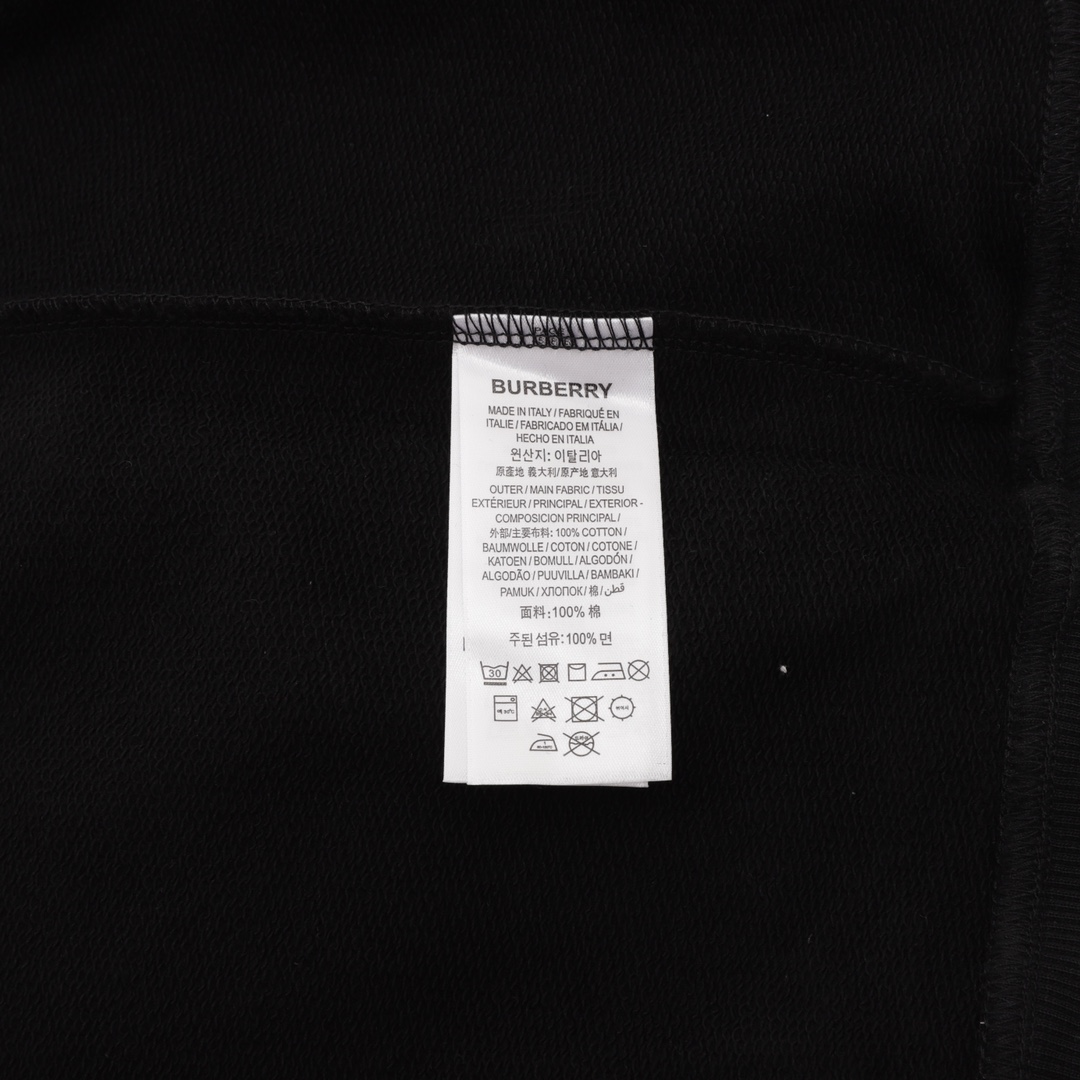 BURBERRY
MADE IN ITALY / FABRIQUÉ EN
ITALIE / FABRICADO EM ITÁLIA /
HECHO EN ITALIA
원산지: 이탈리아
原產地 義大利/原产地 意大利
OUTER / MAIN FABRIC / TISSU
EXTÉRIEUR / PRINCIPAL / EXTERIOR -
COMPOSICION PRINCIPAL /
外部/主要布料: 100% COTTON /
BAUMWOLLE / COTON / COTONE /
KATOEN / BOMULL / ALGODÓN /
ALGODÃO / PUUVILLA / BAMBAKI /
PAMUK / ХЛОПОК / 棉 / قطن
面料:100% 棉
주된 섬유:100% 면
30